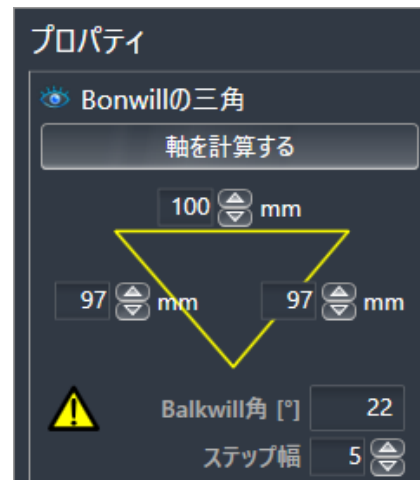 プロパティ
Bonwillの三角
軸を計算する
100 mm
97 mm 97 mm
Balkwill角 [°] 22
ステップ幅 5